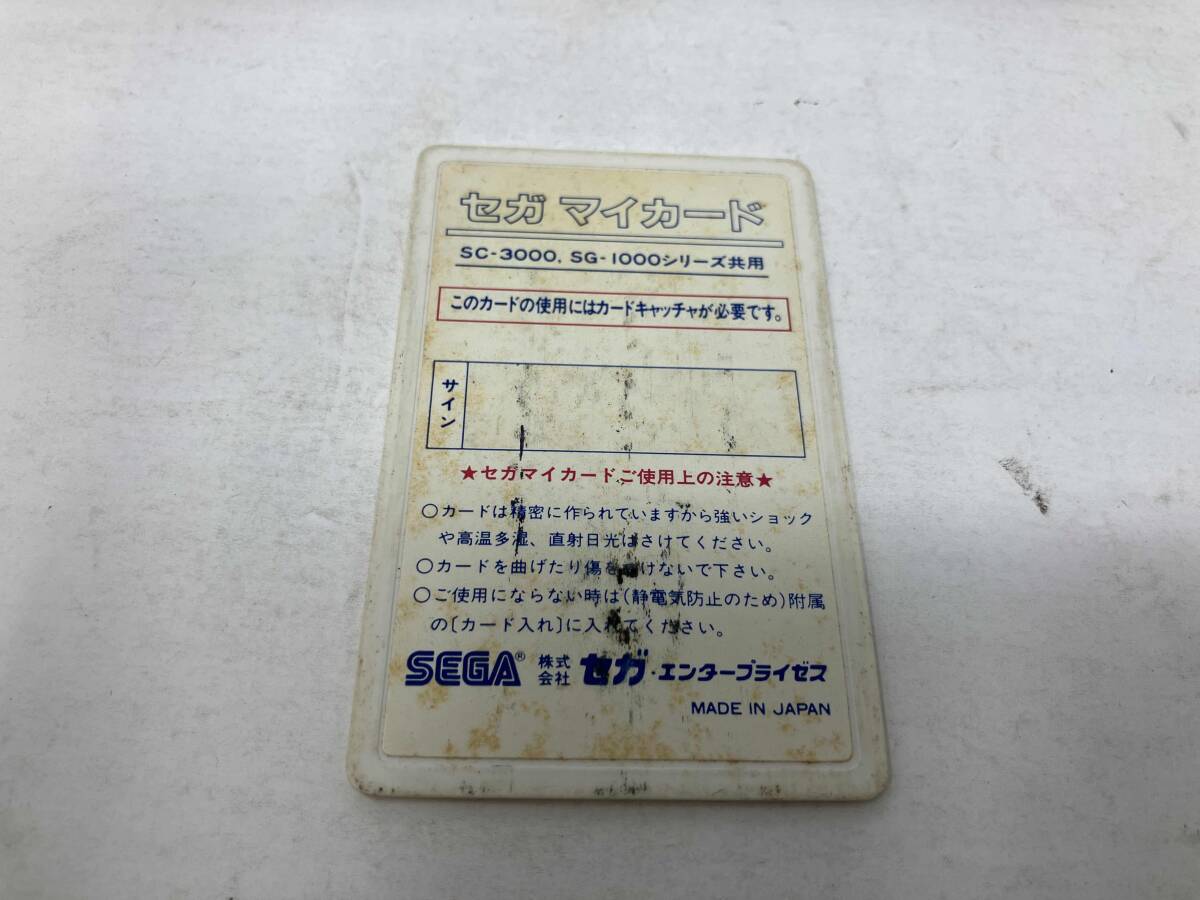 セガ マイカード
SC-3000, SG-1000シリーズ共用
このカードの使用にはカードキャッチャが必要です。
サイン
★セガマイカードご使用上の注意★
○カードは精密に作られていますから強いショック
や高温多湿、直射日光はさけてください。
○カードを曲げたり傷を付けないで下さい。
○ご使用にならない時は(静電気防止のため)附属
の〔カード入れ〕に入れてください。
SEGA® 株式会社 セガ・エンタープライゼス
MADE IN JAPAN